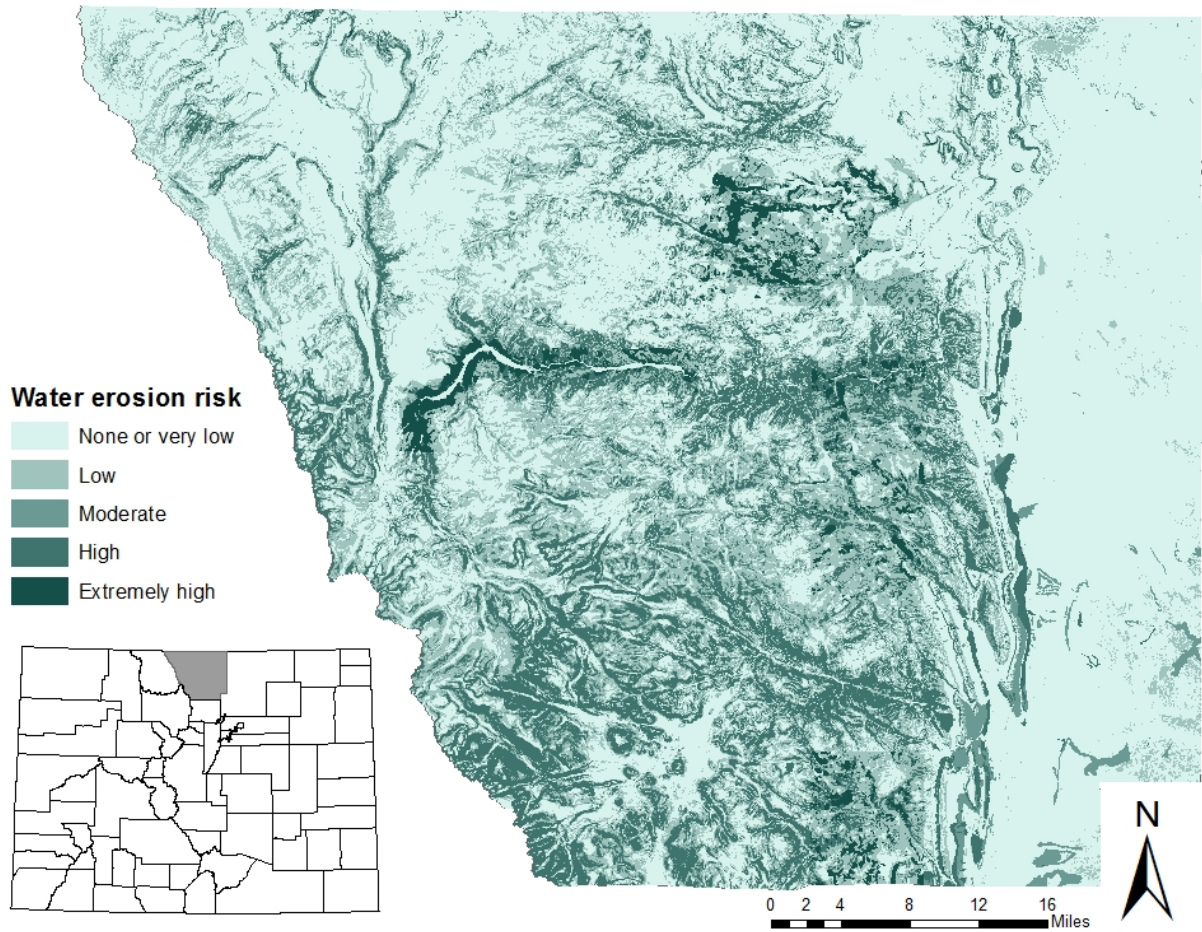 Water erosion risk
None or very low
Low
Moderate
High
Extremely high
N
0 2 4 8 12 16
Miles